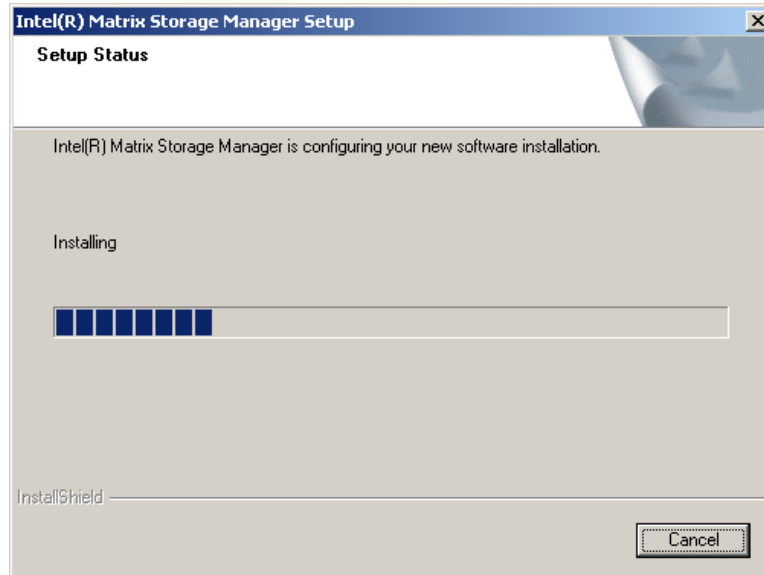 Intel(R) Matrix Storage Manager Setup
Setup Status
Intel(R) Matrix Storage Manager is configuring your new software installation.
Installing
InstallShield
Cancel